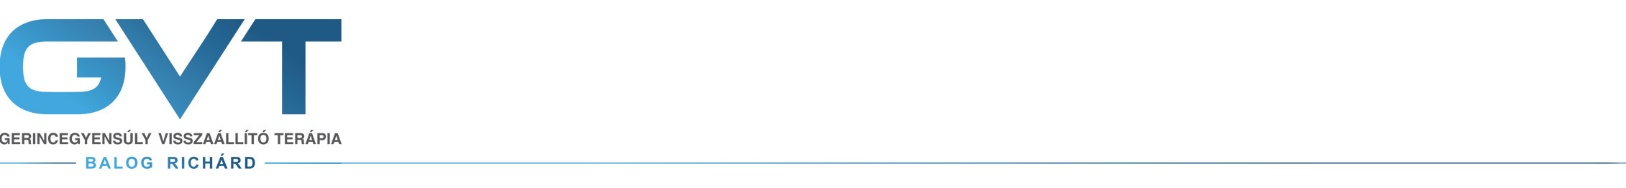 GVT
GERINCEGYENSÚLY VISSZAÁLLÍTÓ TERÁPIA
BALOG RICHÁRD